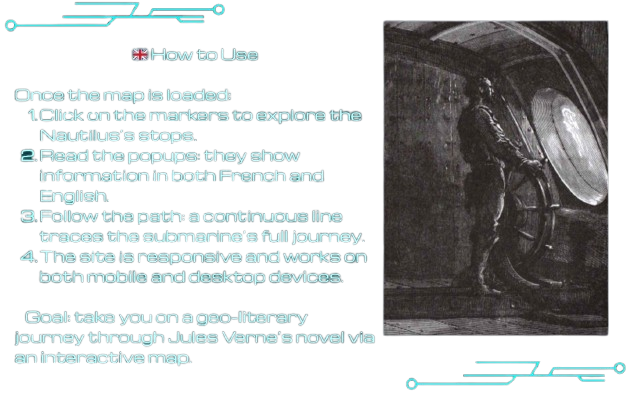 🇬🇧 How to Use
Once the map is loaded:
1. Click on the markers to explore the
Nautilus's stops.
2. Read the popups: they show
information in both French and
English.
3. Follow the path: a continuous line
traces the submarine's full journey.
4. The site is responsive and works on
both mobile and desktop devices.
Goal: take you on a geo-literary
journey through Jules Verne's novel via
an interactive map.